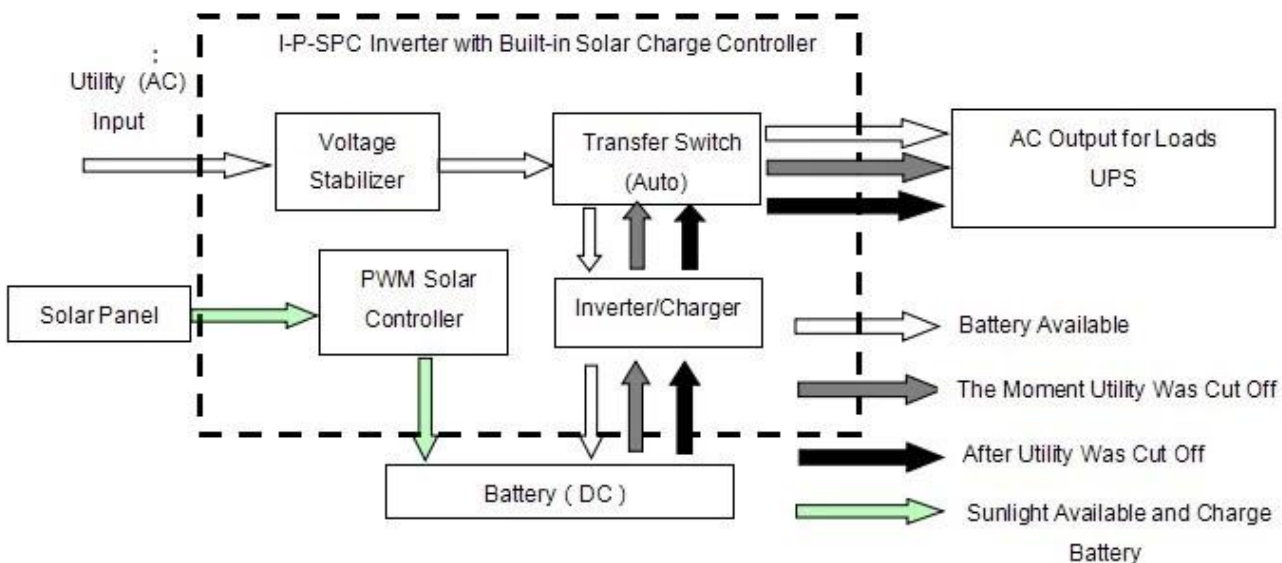 I-P-SPC Inverter with Built-in Solar Charge Controller
:
Utility (AC)
Input
Voltage
Stabilizer
Transfer Switch
(Auto)
AC Output for Loads
UPS
Solar Panel
PWM Solar
Controller
Inverter/Charger
Battery ( DC )
Battery Available
The Moment Utility Was Cut Off
After Utility Was Cut Off
Sunlight Available and Charge
Battery